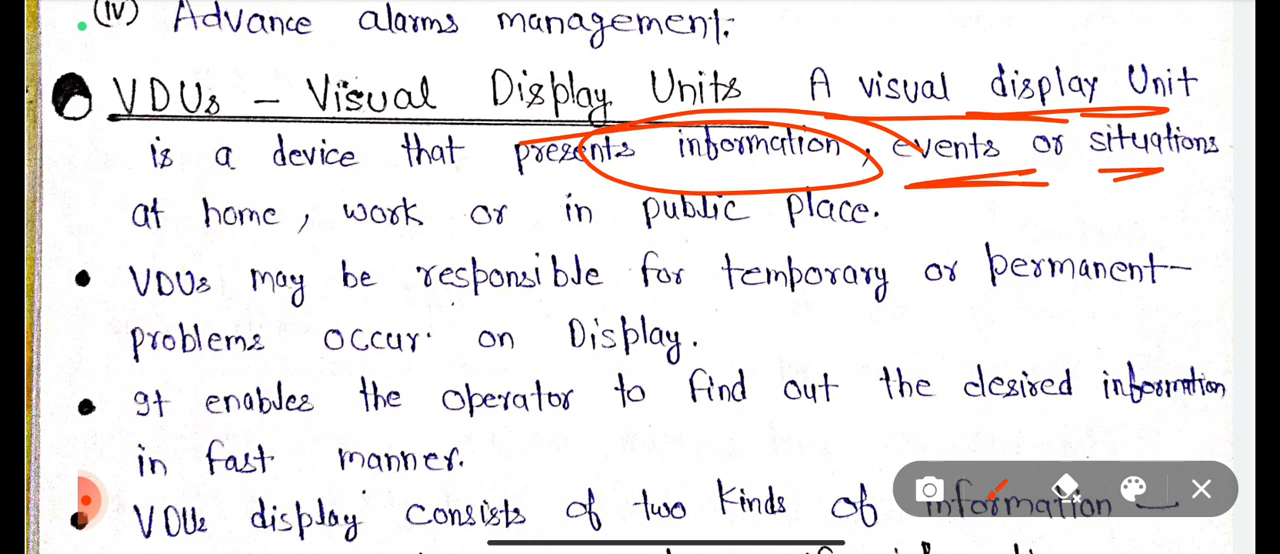 (iv) Advance alarms management.
VDUs – Visual Display Units A visual display Unit
is a device that presents information, events or situations
at home, work or in public place.
VDUs may be responsible for temporary or permanent
problems occur on Display.
It enables the operator to find out the desired information
in fast manner.
VDUs display consists of two kinds of information –